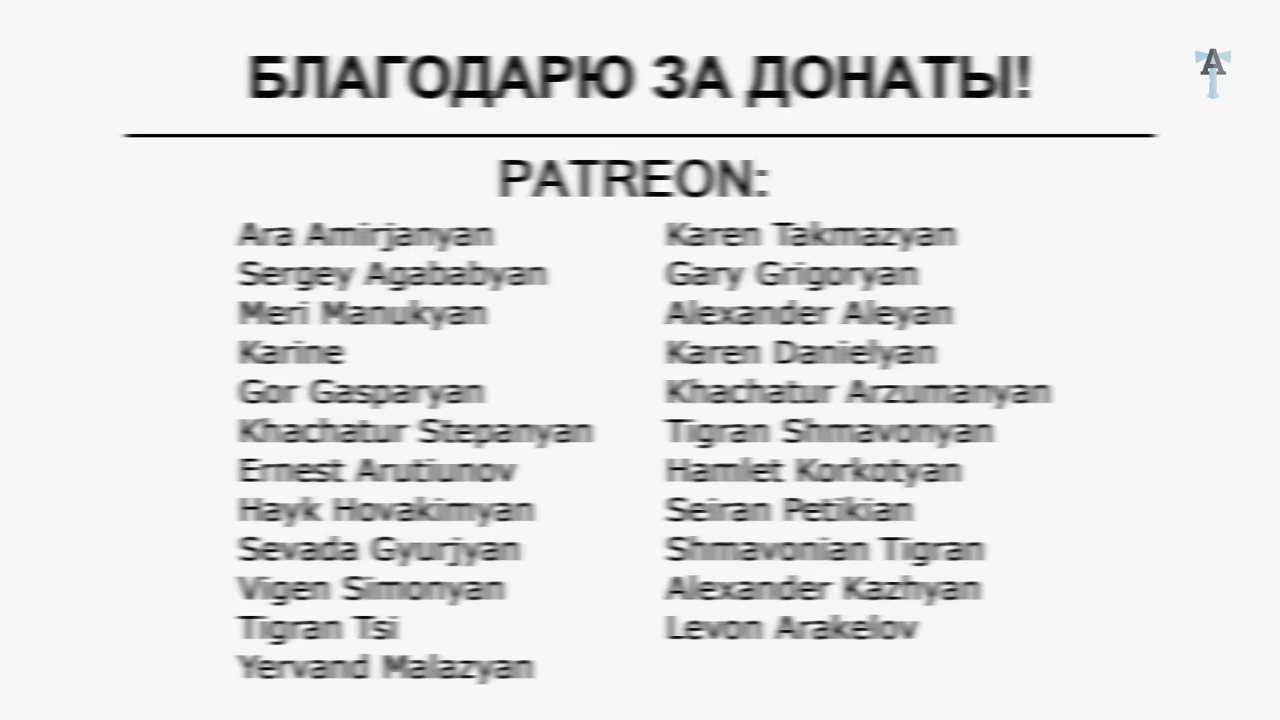 БЛАГОДАРЮ ЗА ДОНАТЫ!
PATREON:
Ara Amirjanyan
Sergey Agababyan
Meri Manukyan
Karine
Gor Gasparyan
Khachatur Stepanyan
Ernest Arutiunov
Hayk Hovakimyan
Sevada Gyurjyan
Vigen Simonyan
Tigran Tsi
Yervand Malazyan
Karen Takmazyan
Gary Grigoryan
Alexander Aleyan
Karen Danielyan
Khachatur Arzumanyan
Tigran Shmavonyan
Hamlet Korkotyan
Seiran Petikian
Shmavonian Tigran
Alexander Kazhyan
Levon Arakelov